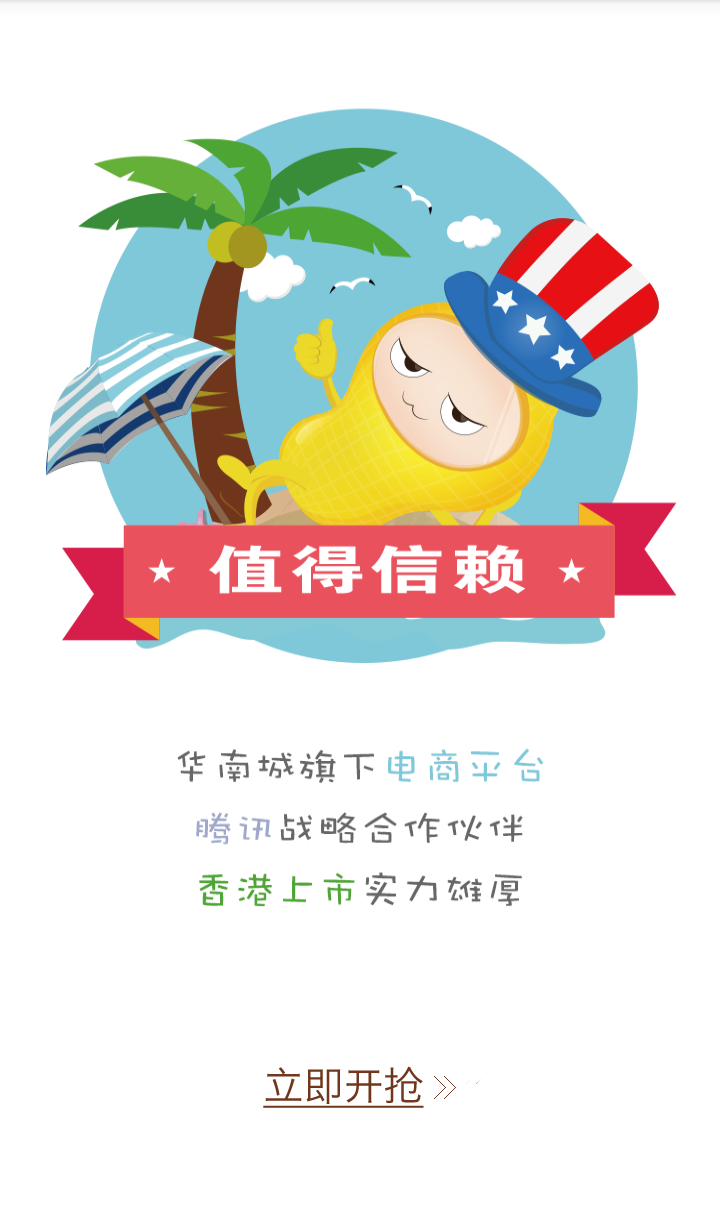 值得信赖
华南城旗下电商平台
腾讯战略合作伙伴
香港上市实力雄厚
立即开抢